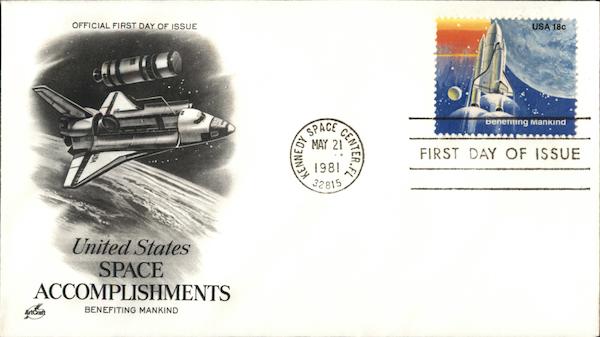 OFFICIAL FIRST DAY OF ISSUE
United States
SPACE
ACCOMPLISHMENTS
BENEFITING MANKIND
ArtCraft
KENNEDY SPACE CENTER, FL
MAY 21
1981
32815
USA 18c
Benefiting Mankind
FIRST DAY OF ISSUE